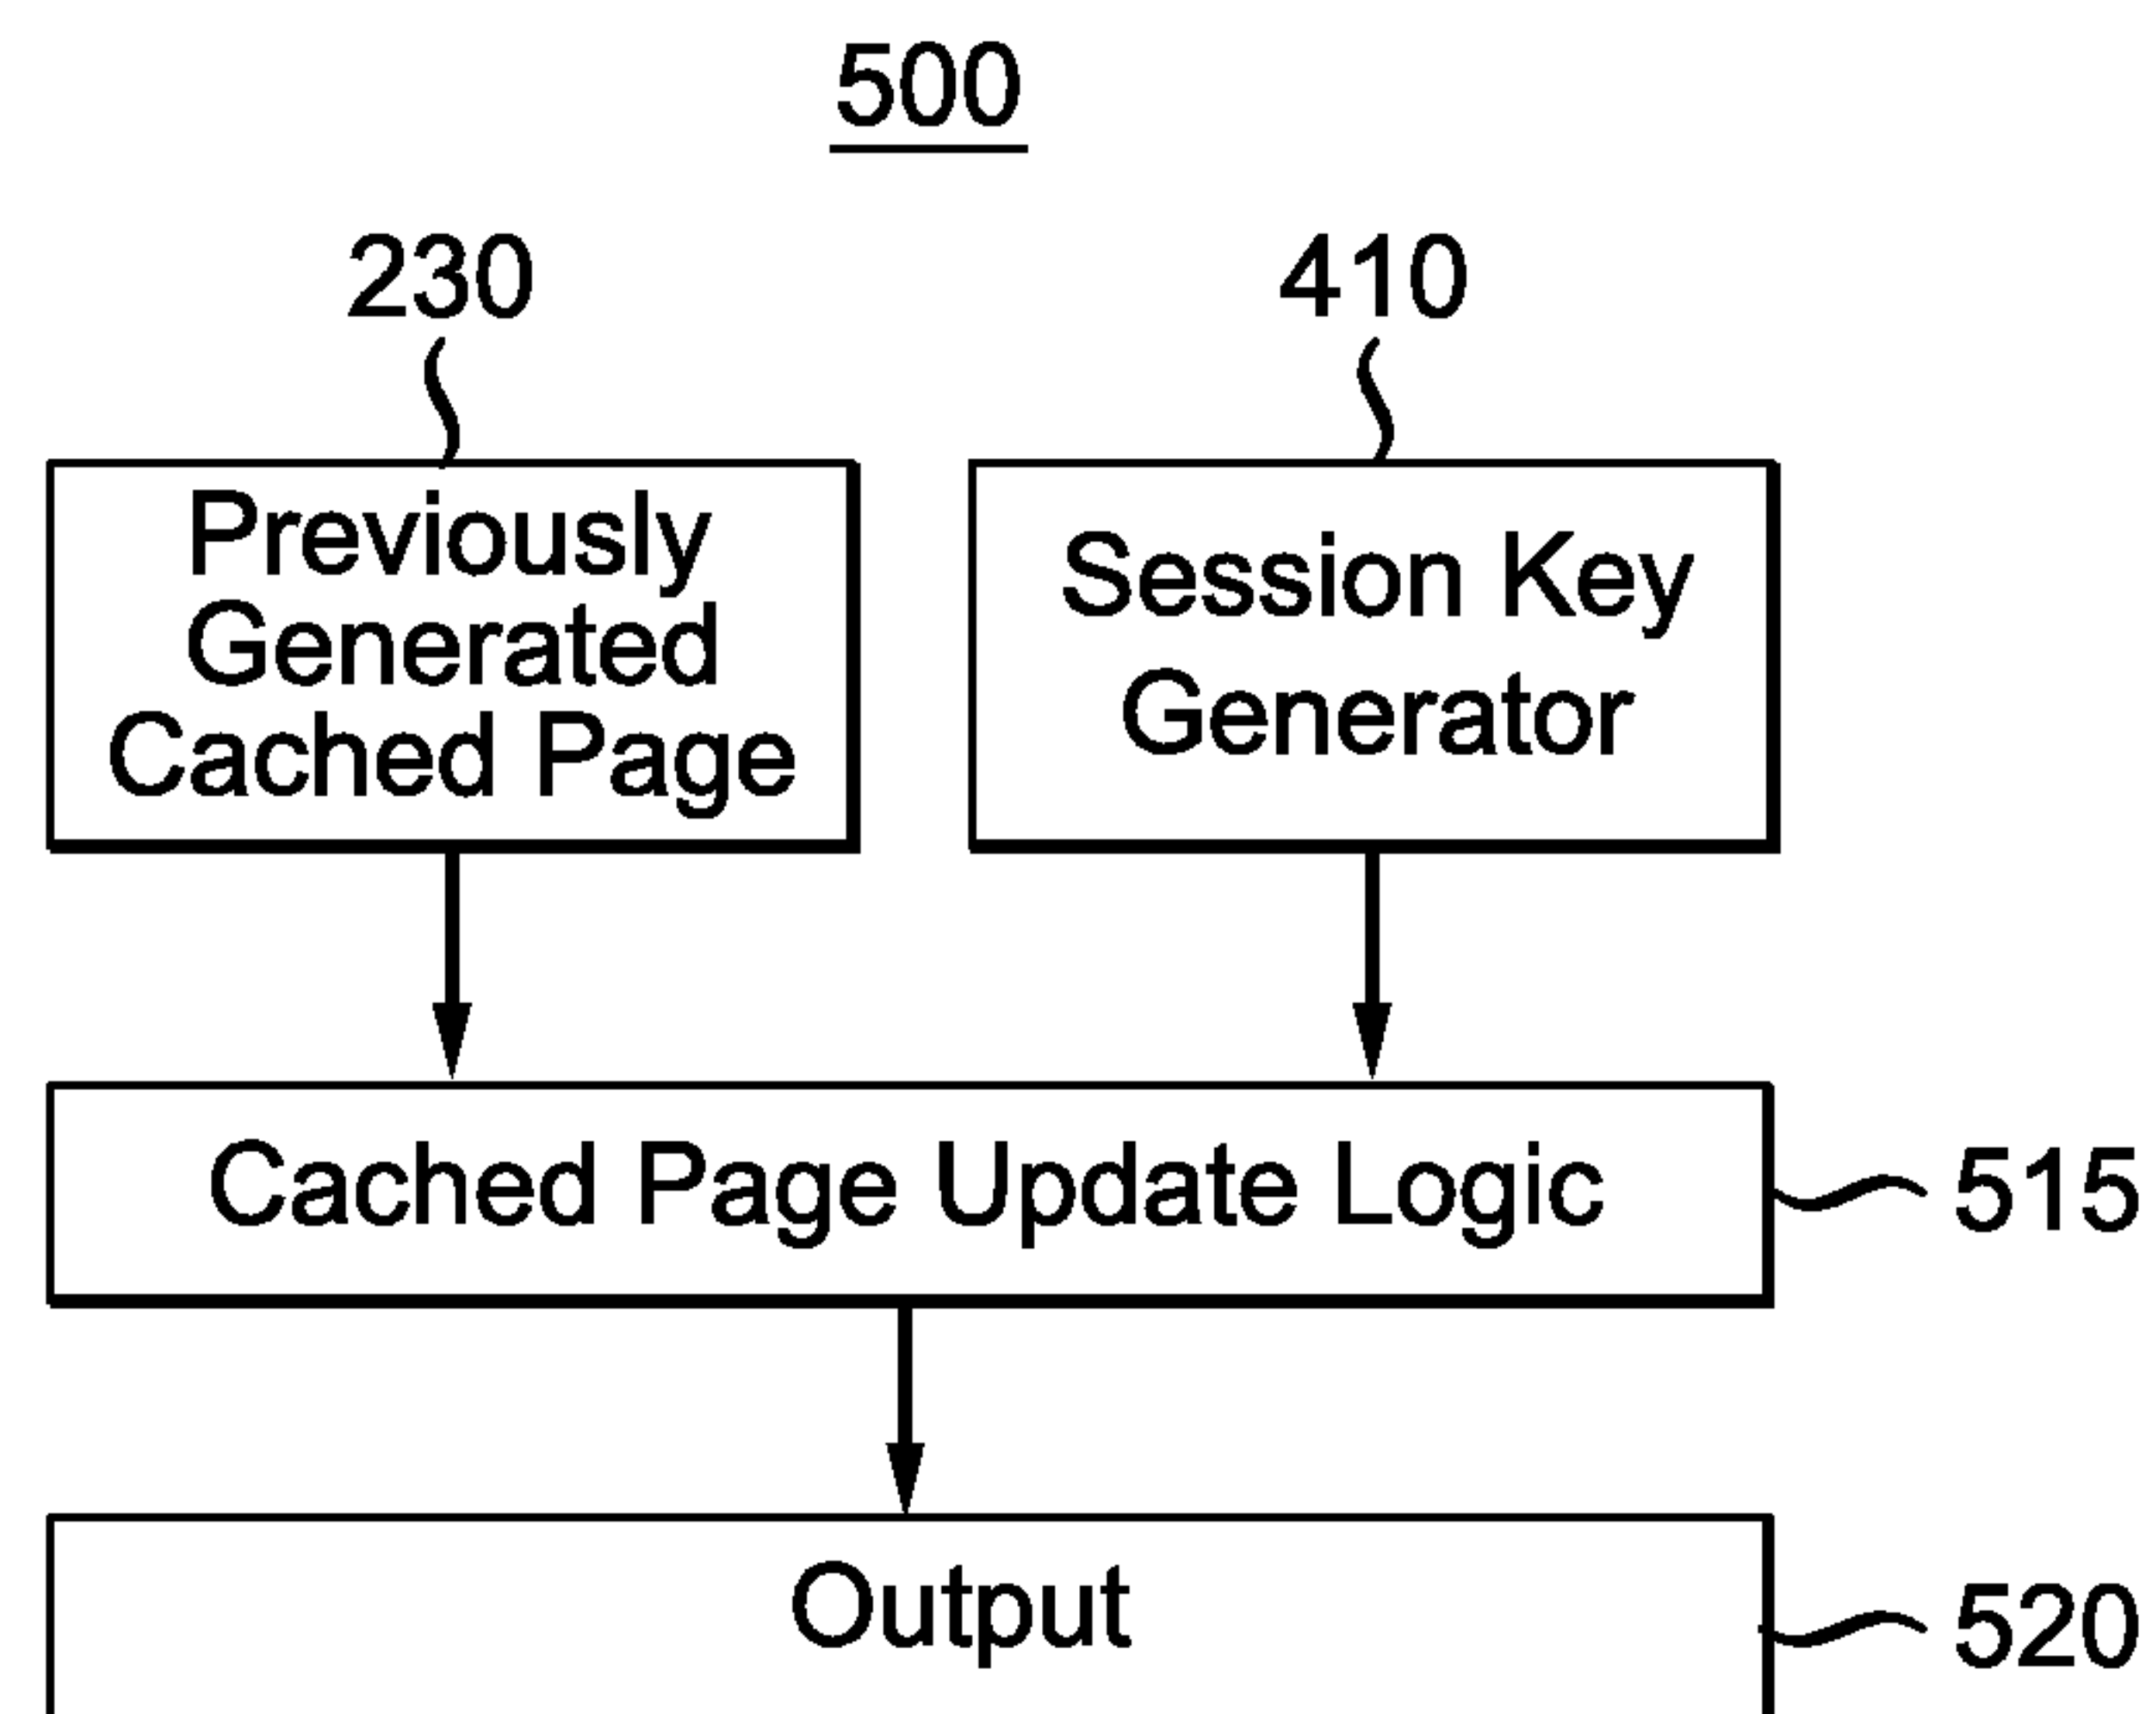 500
230
410
Previously
Generated
Cached Page
Session Key
Generator
Cached Page Update Logic
515
Output
520